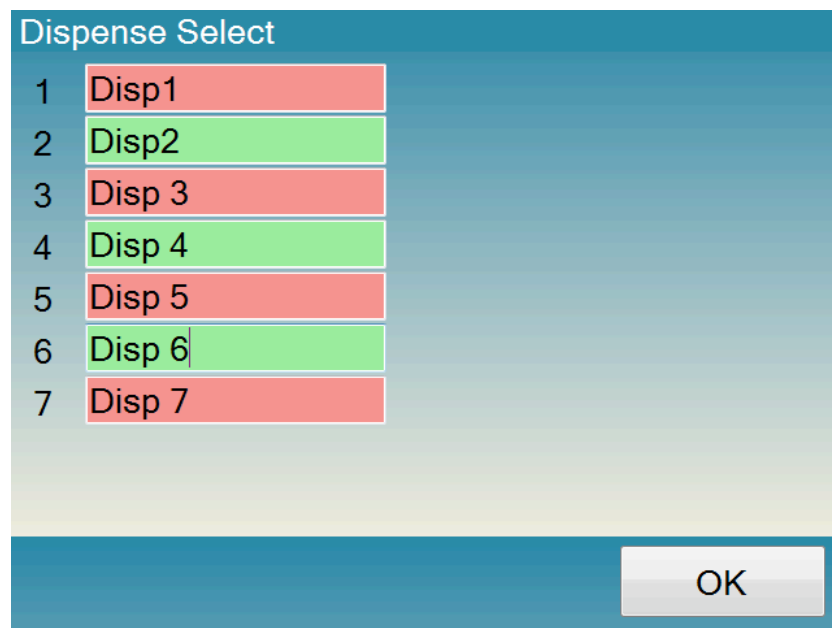 Dispense Select
1 Disp1
2 Disp2
3 Disp 3
4 Disp 4
5 Disp 5
6 Disp 6
7 Disp 7
OK